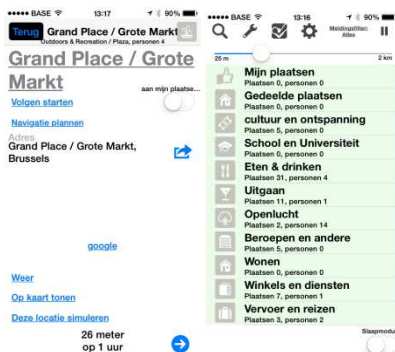 BASE 13:17 90%
Terug Grand Place / Grote Markt
Outdoors & Recreation / Plaza, personen 4
Grand Place / Grote
Markt
aan mijn plaatse...
Volgen starten
Navigatie plannen
Adres
Grand Place / Grote Markt,
Brussels
google
Weer
Op kaart tonen
Deze locatie simuleren
26 meter
op 1 uur
BASE 13:16 90%
Meldingsfilter:
Alles
25 m 2 km
Mijn plaatsen
Plaatsen 0, personen 0
Gedeelde plaatsen
Plaatsen 0, personen 0
cultuur en ontspanning
Plaatsen 5, personen 0
School en Universiteit
Plaatsen 0, personen 0
Eten & drinken
Plaatsen 31, personen 4
Uitgaan
Plaatsen 11, personen 1
Openlucht
Plaatsen 2, personen 14
Beroepen en andere
Plaatsen 5, personen 0
Wonen
Plaatsen 0, personen 0
Winkels en diensten
Plaatsen 7, personen 1
Vervoer en reizen
Plaatsen 3, personen 2
Slaapmodu